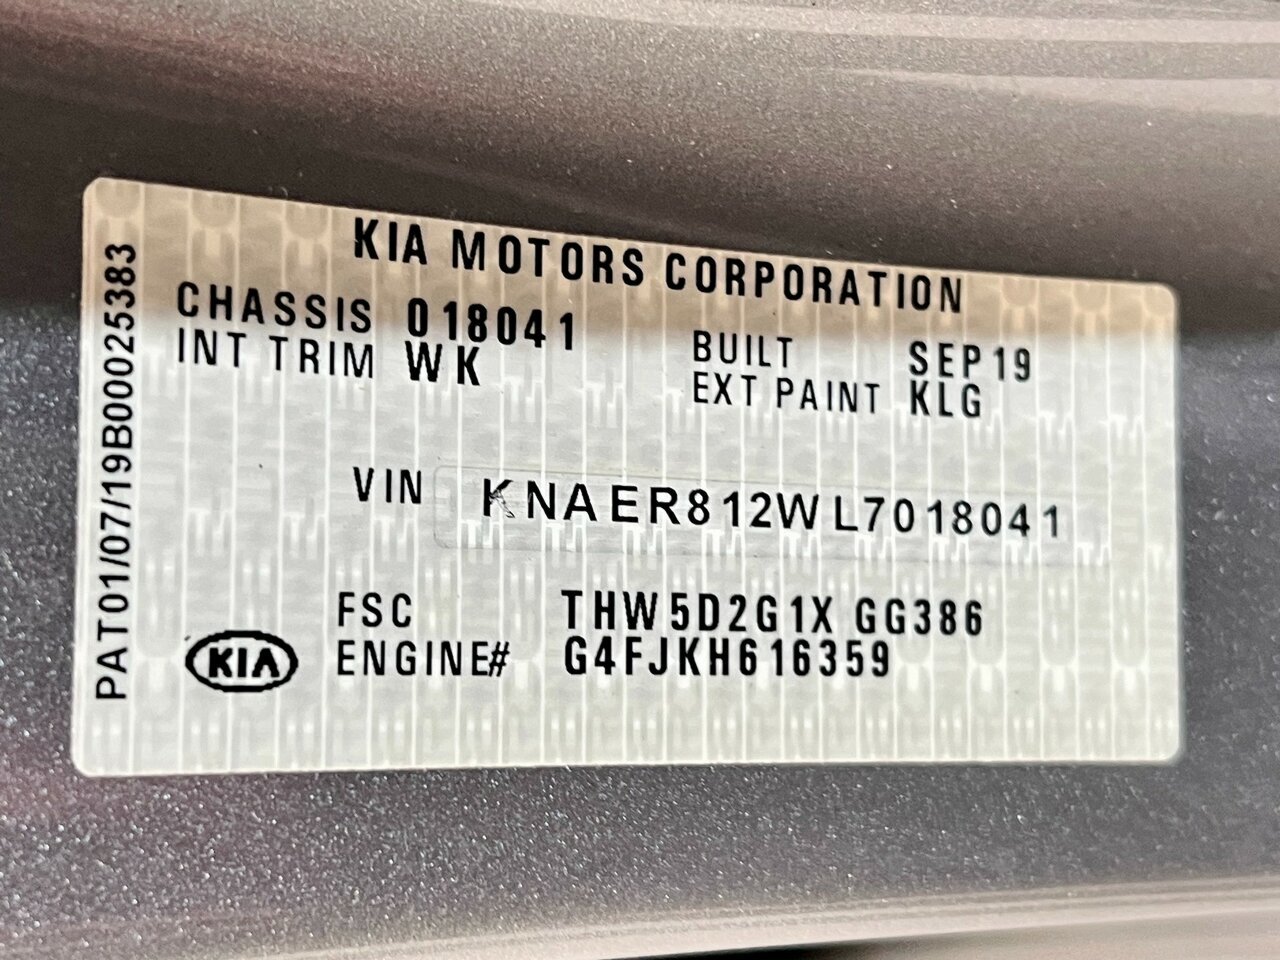 KIA MOTORS CORPORATION
CHASSIS 018041
INT TRIM WK
BUILT SEP19
EXT PAINT KLG
VIN KNAER812WL7018041
FSC THW5D2G1X GG386
ENGINE# G4FJKH616359
KIA
PAT01/07/19B00025383